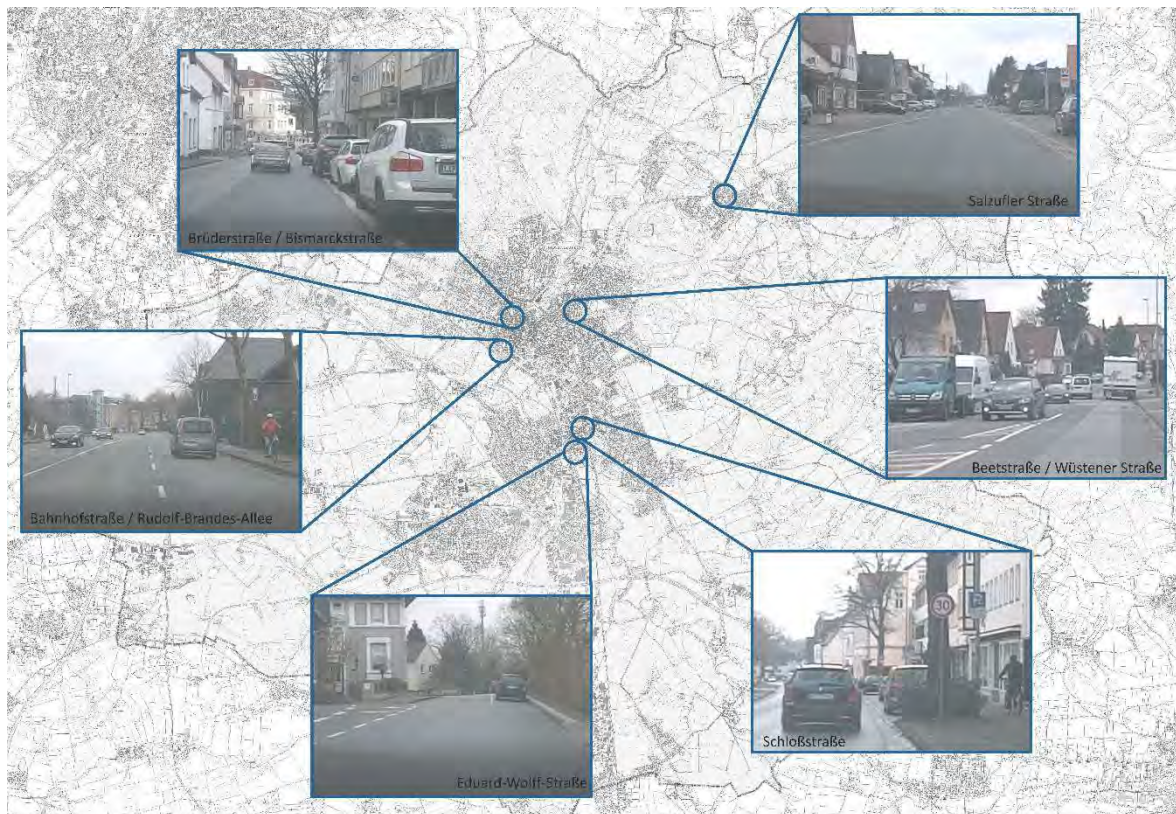 Salzufler Straße
Brüderstraße / Bismarckstraße
Beetstraße / Wüstener Straße
Bahnhofstraße / Rudolf-Brandes-Allee
30
Schloßstraße
Eduard-Wolff-Straße